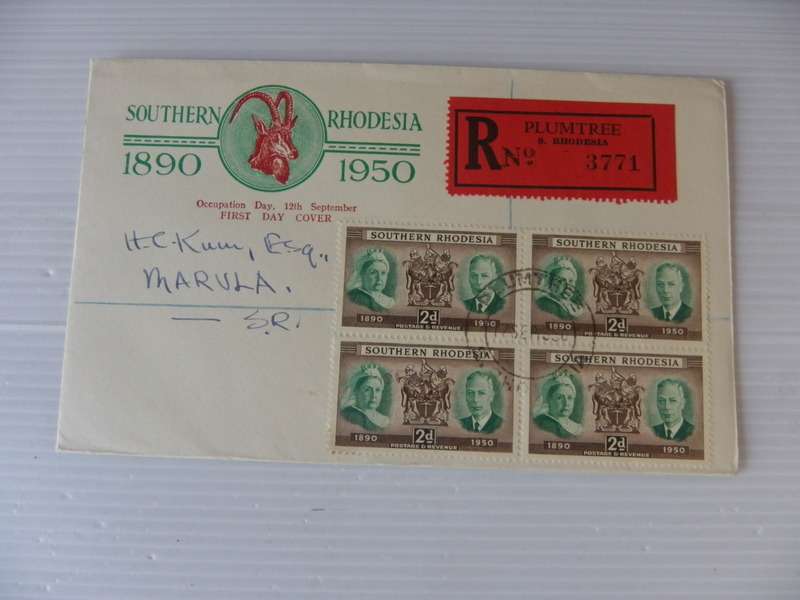 SOUTHERN RHODESIA
1890 1950
Occupation Day, 12th September
FIRST DAY COVER
R No. PLUMTREE
S. RHODESIA
3771
H.C. Esq.,
MARULA.
S.R.
SOUTHERN RHODESIA
1890 2d 1950
POSTAGE & REVENUE
SOUTHERN RHODESIA
1890 2d 1950
POSTAGE & REVENUE
SOUTHERN RHODESIA
1890 2d 1950
POSTAGE & REVENUE
SOUTHERN RHODESIA
1890 2d 1950
POSTAGE & REVENUE
PLUMTREE